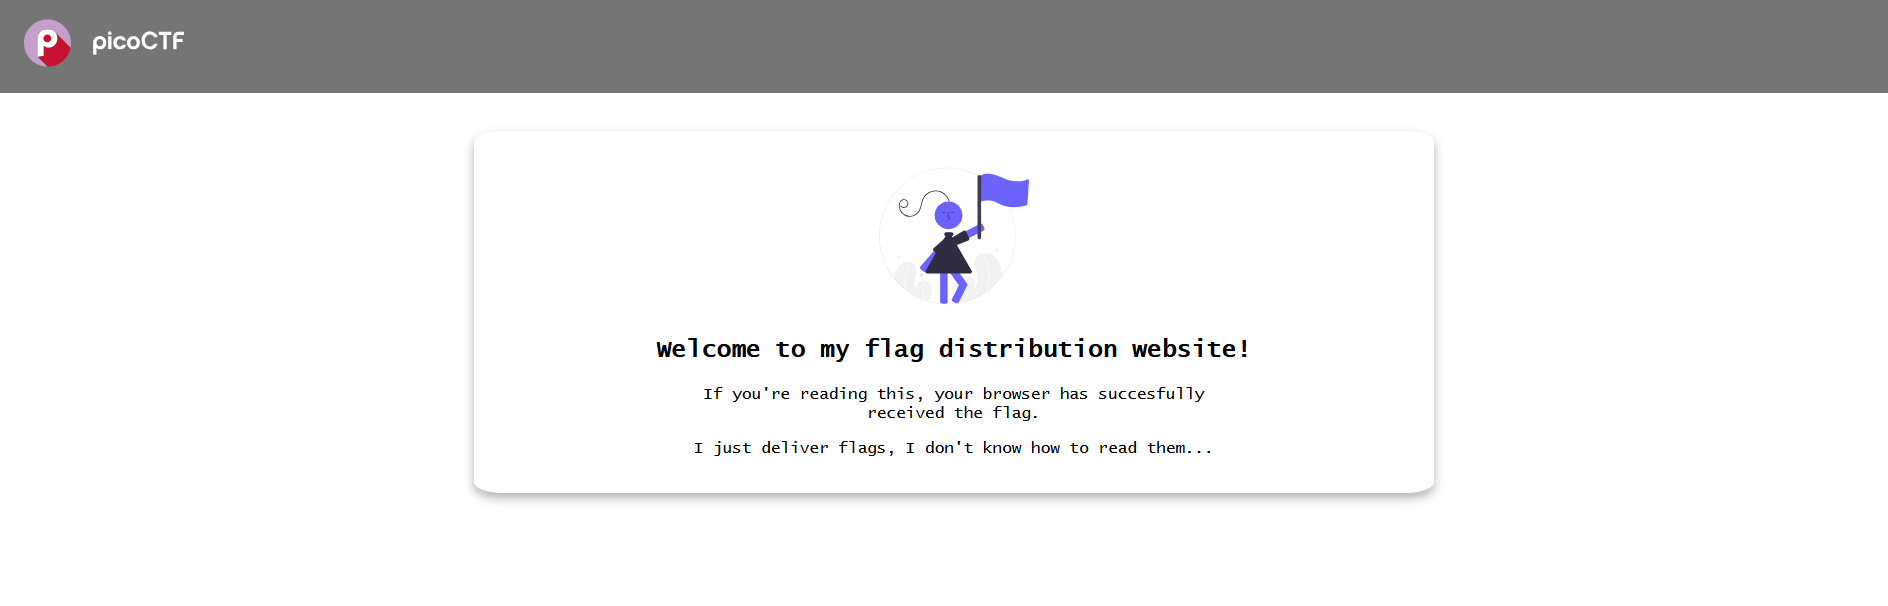 picoCTF
Welcome to my flag distribution website!
If you're reading this, your browser has succesfully
received the flag.
I just deliver flags, I don't know how to read them...